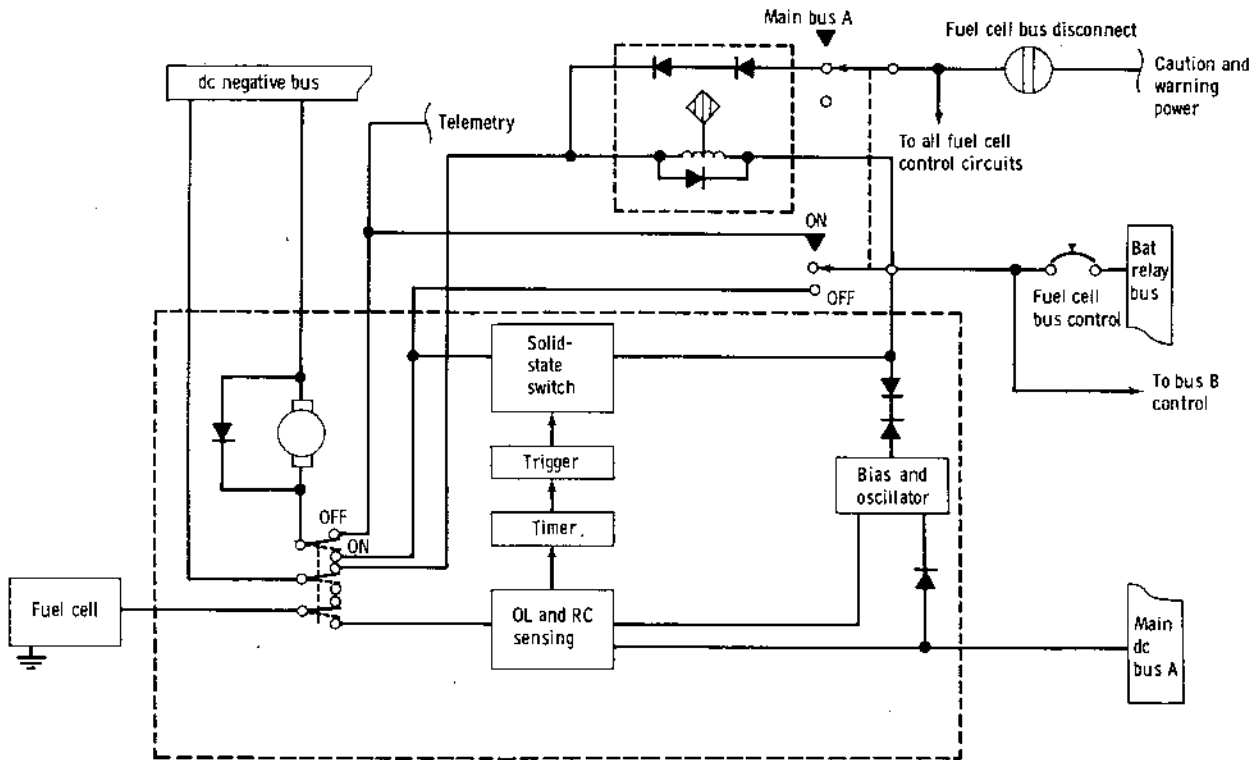 Main bus A
Fuel cell bus disconnect
dc negative bus
Caution and
warning
power
Telemetry
To all fuel cell
control circuits
ON
Bat
relay
bus
OFF
Fuel cell
bus control
Solid-
state
switch
To bus B
control
Trigger
Bias and
oscillator
OFF
Timer
ON
Fuel cell
OL and RC
sensing
Main
dc
bus A